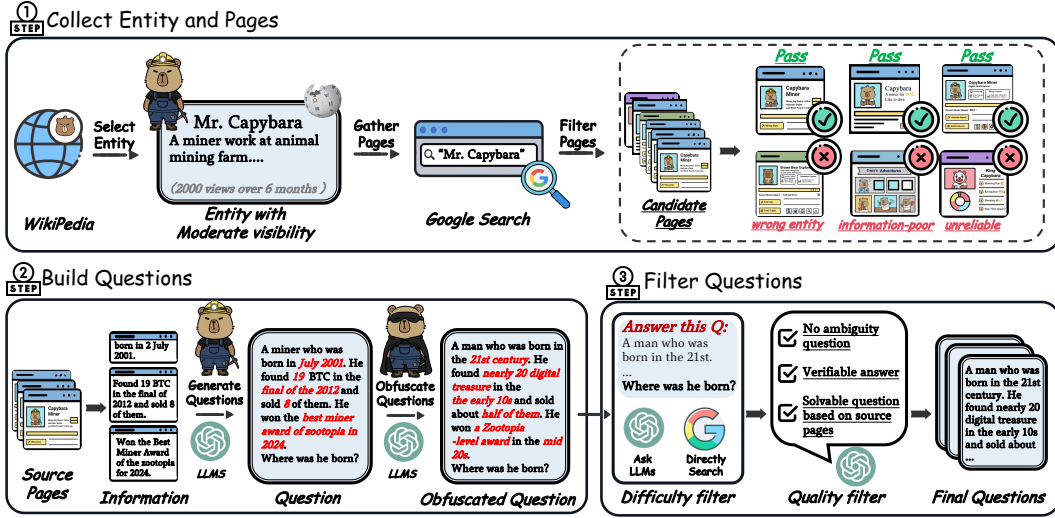 1
STEP
Collect Entity and Pages
WikiPedia
Select
Entity
Mr. Capybara
A miner work at animal
mining farm....
(2000 views over 6 months )
Entity with
Moderate visibility
Gather
Pages
"Mr. Capybara"
Google Search
Filter
Pages
Candidate
Pages
Pass
Pass
Pass
Capybara
Miner
Capybara
Capybara
Miner
wrong entity
information-poor
unreliable
2
STEP
Build Questions
Capybara
Miner
Source
Pages
born in 2 July
2001.
Found 19 BTC in
the final of
2012 and sold 8
of them.
Won the Best
Miner Award
of the zootopia
for 2024.
Information
Generate
Questions
LLMS
A miner who was
born in July 2001. He
found 19 BTC in the
final of the 2012 and
sold 8 of them. He
won the best miner
award of zootopia in
2024.
Where was he born?
Question
Obfuscate
Questions
LLMS
A man who was born in
the 21st century. He
found nearly 20 digital
treasure in the
the early 10s and sold
about half of them. He
won a Zootopia
-level award in the mid
20s.
Where was he born?
Obfuscated Question
3
STEP
Filter Questions
Answer this Q:
A man who was
born in the 21st.
...
Where was he born?
Ask
LLMs
Directly
Search
Difficulty filter
No ambiguity
question
Verifiable answer
Solvable question
based on source
pages
Quality filter
A man who was
born in the 21st
century. He
found nearly 20
digital treasure
in the early 10s
and sold about
...
Final Questions